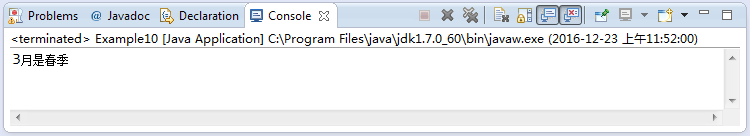 Problems @ Javadoc Declaration Console
<terminated> Example10 [Java Application] C:\Program Files\java\jdk1.7.0_60\bin\javaw.exe (2016-12-23 上午11:52:00)
3月是春季